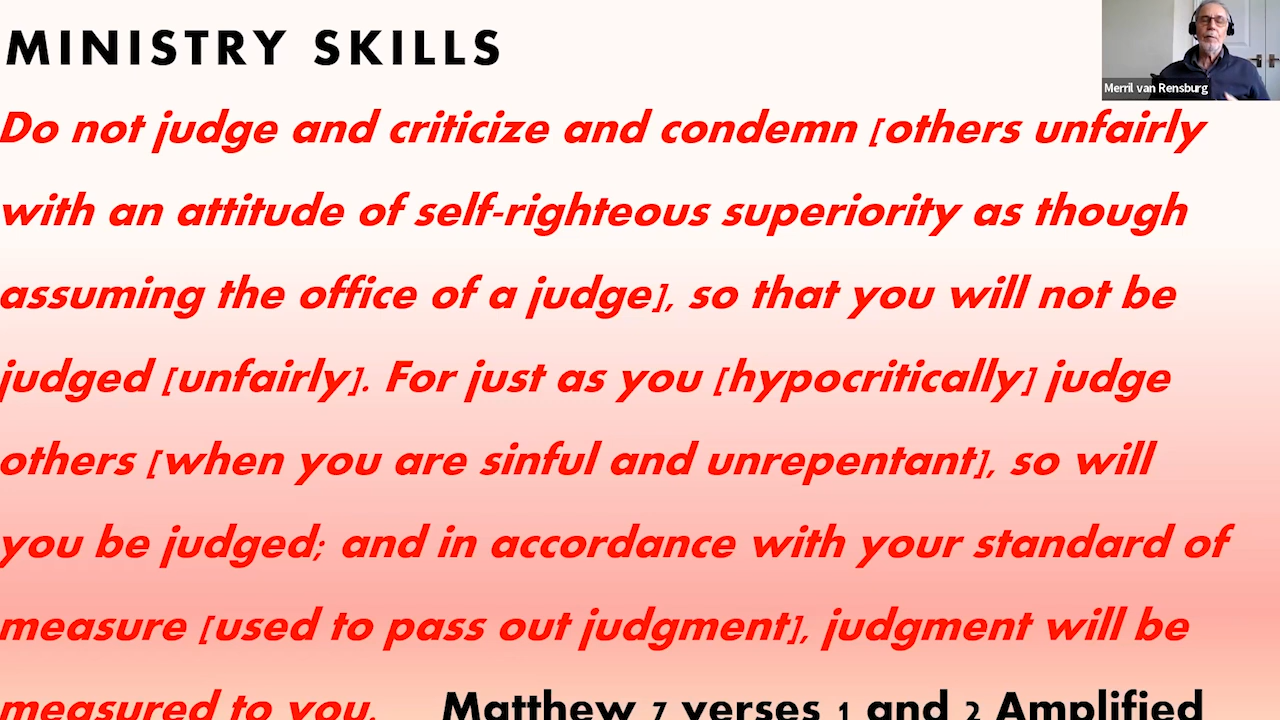 MINISTRY SKILLS
Merril van Rensburg
Do not judge and criticize and condemn [others unfairly
with an attitude of self-righteous superiority as though
assuming the office of a judge], so that you will not be
judged [unfairly]. For just as you [hypocritically] judge
others [when you are sinful and unrepentant], so will
you be judged; and in accordance with your standard of
measure [used to pass out judgment], judgment will be
measured to you. Matthew 7 verses 1 and 2 Amplified